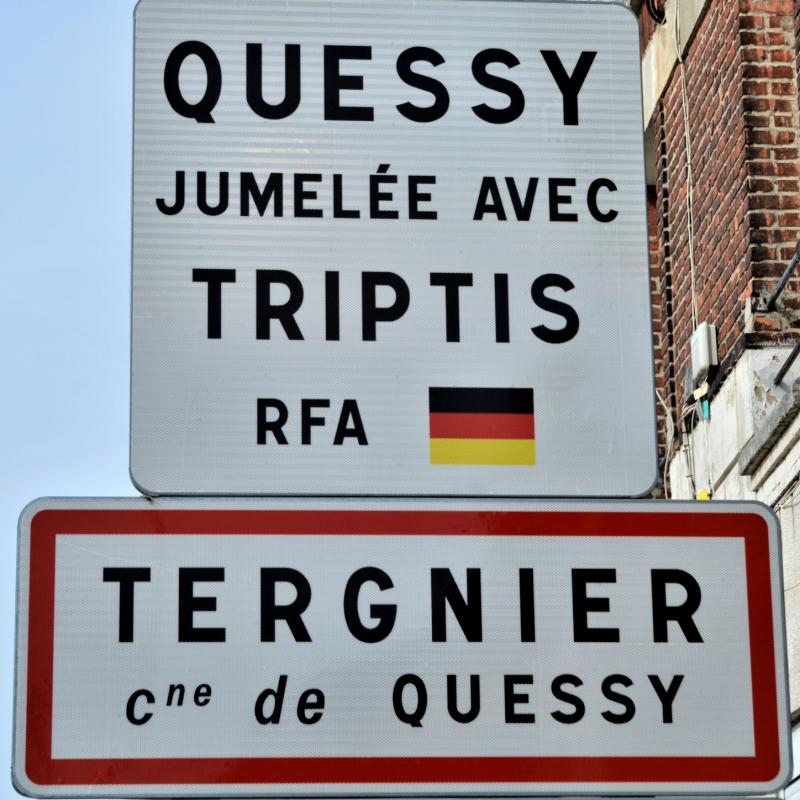 QUESSY
JUMELÉE AVEC
TRIPTIS
RFA
TERGNIER
cne de QUESSY